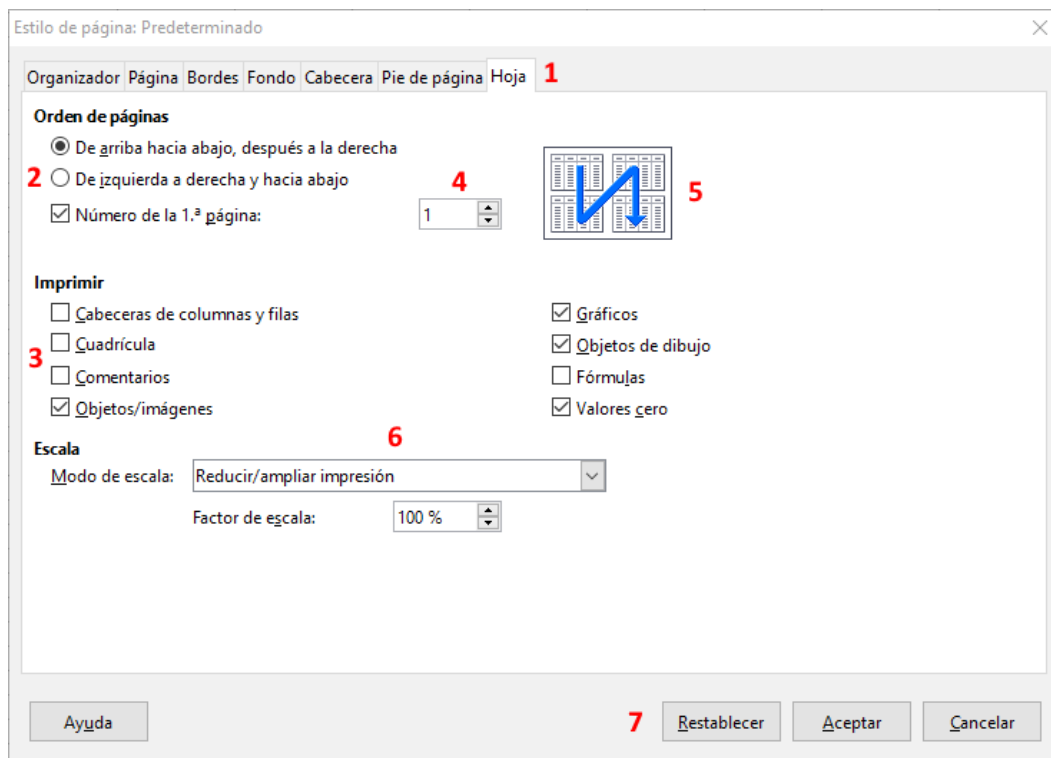 Estilo de página: Predeterminado
Organizador Página Bordes Fondo Cabecera Pie de página Hoja 1
Orden de páginas
De arriba hacia abajo, después a la derecha
2 De izquierda a derecha y hacia abajo 4 5
Número de la 1.ª página: 1
Imprimir
Cabeceras de columnas y filas Gráficos
3 Cuadrícula Objetos de dibujo
Comentarios Fórmulas
Objetos/imágenes Valores cero
6
Escala
Modo de escala: Reducir/ampliar impresión
Factor de escala: 100 %
Ayuda 7 Restablecer Aceptar Cancelar